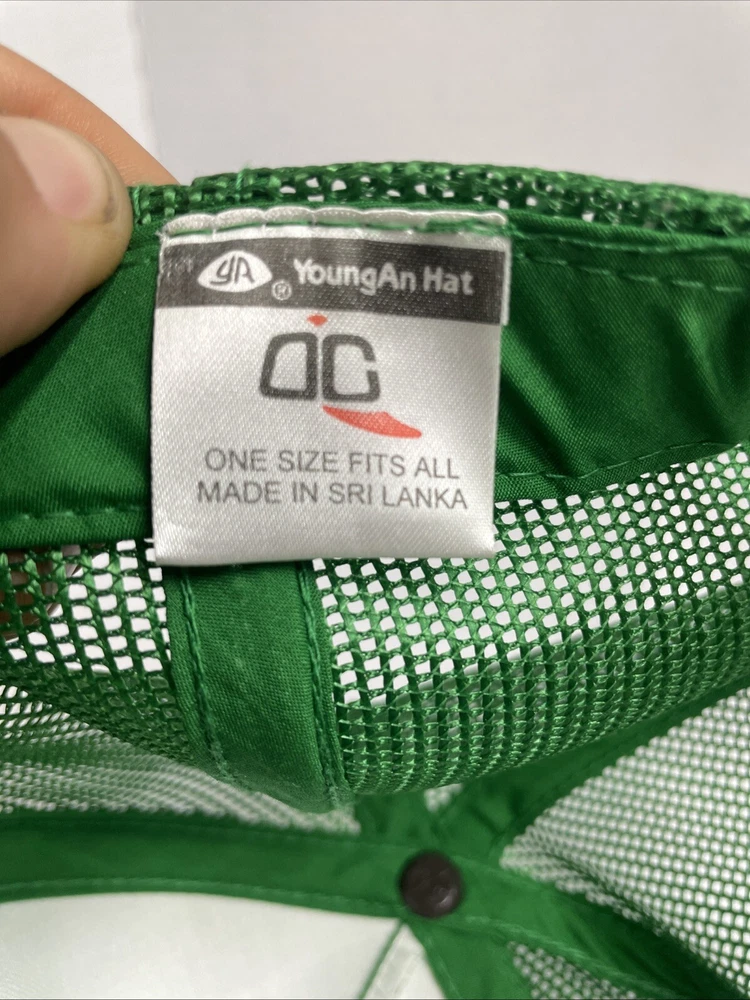 YA ® YoungAn Hat
OC
ONE SIZE FITS ALL
MADE IN SRI LANKA